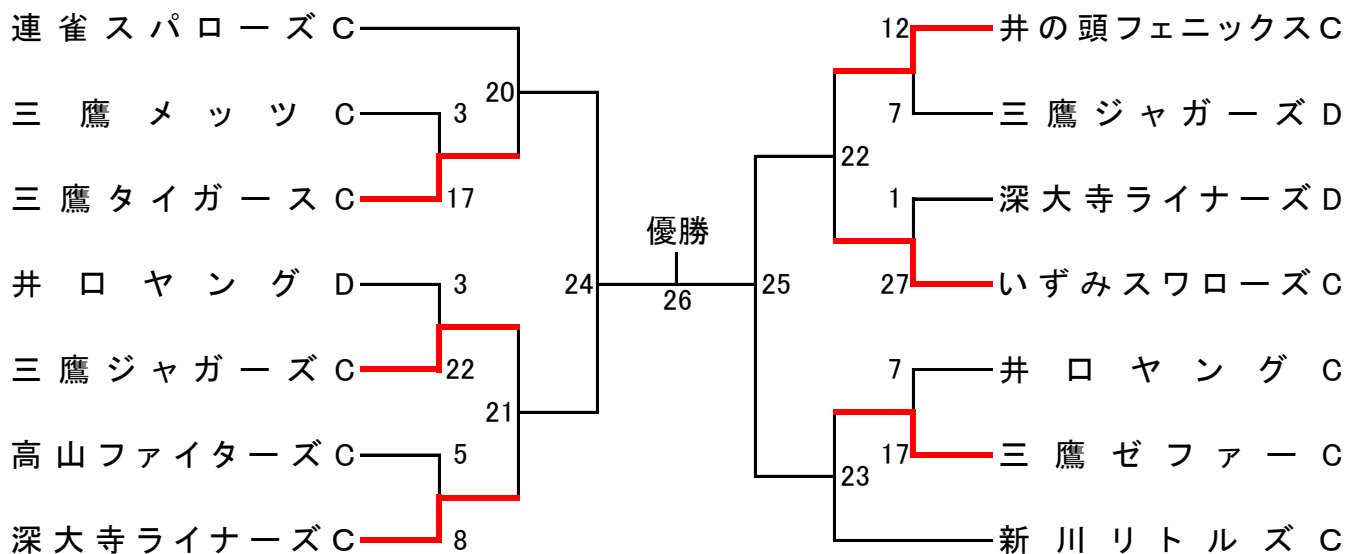 連雀スパローズC
20
三鷹メッツC
3
三鷹タイガースC
17
井口ヤングD
3
24
三鷹ジャガーズC
22
21
高山ファイターズC
5
深大寺ライナーズC
8
優勝
26
12
井の頭フェニックスC
7
三鷹ジャガーズD
22
1
深大寺ライナーズD
25
27
いずみスワローズC
7
井口ヤングC
17
三鷹ゼファーC
23
新川リトルズC